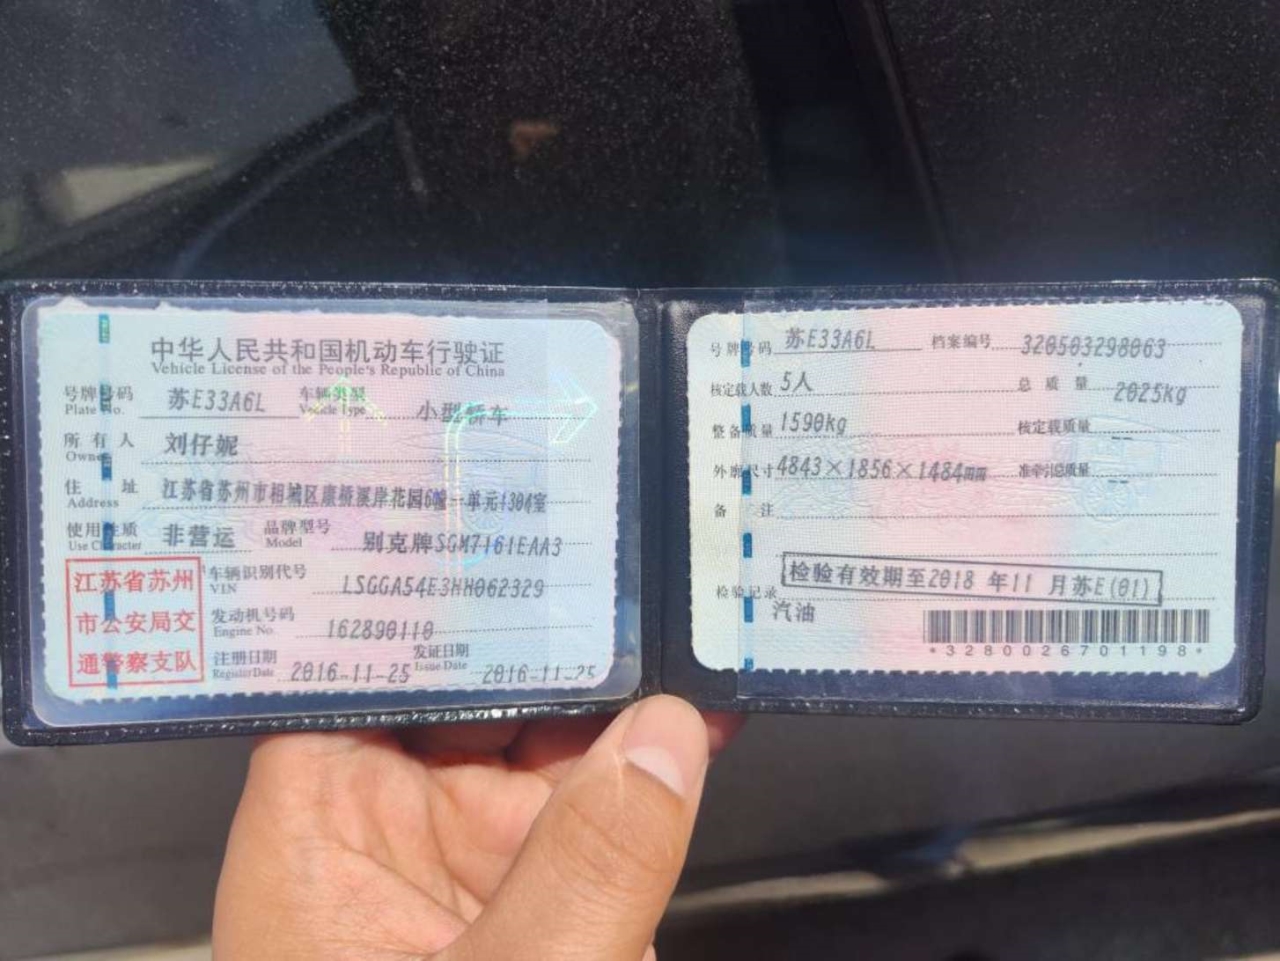 中华人民共和国机动车行驶证
Vehicle License of the People's Republic of China
号牌号码 苏E33A6L 车辆类型 小型轿车
Plate No. Vehicle Type
所有人 刘仔妮
Owner
住址 江苏省苏州市相城区康桥溪岸花园6幢一单元1304室
Address
使用性质 非营运 品牌型号 别克牌SGM7161EAA3
Use Character Model
江苏省苏州
市公安局交
通警察支队
车辆识别代号 LSGGA54E3HH062329
VIN
发动机号码 162890110
Engine No.
注册日期 2016-11-25 发证日期 2016-11-25
Register Date Issue Date
号牌号码 苏E33A6L 档案编号 320503298063
核定载人数 5人 总质量 2025kg
整备质量 1590kg 核定载质量 --
外廓尺寸 4843×1856×1484mm 准牵引总质量 --
备注
检验记录 检验有效期至2018年11月苏E(01)
汽油
*3280026701198*